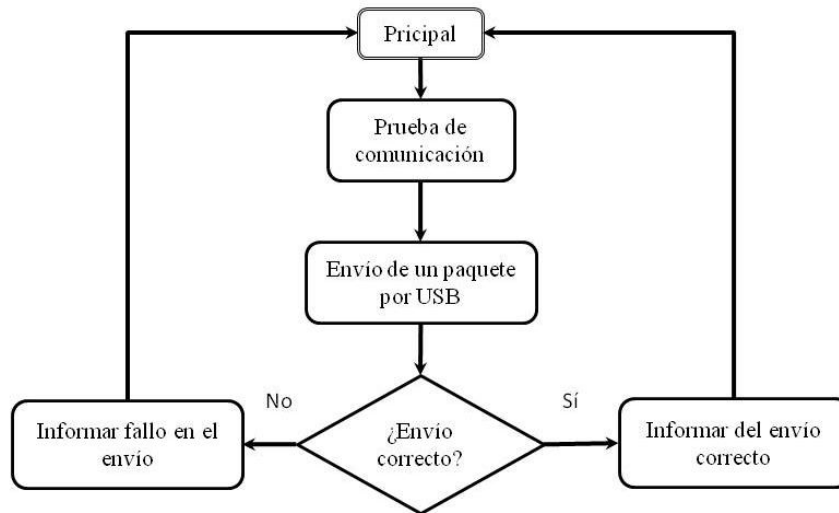 Pricipal
Prueba de
comunicación
Envío de un paquete
por USB
No
Sí
Informar fallo en el
envío
¿Envío
correcto?
Informar del envío
correcto